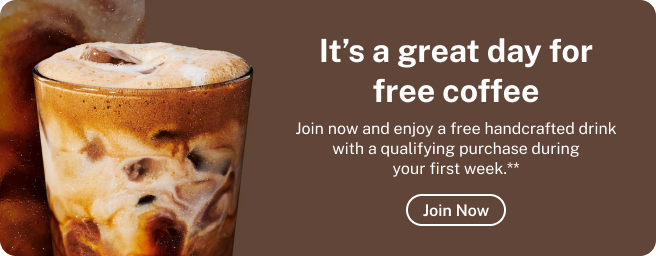 It’s a great day for
free coffee
Join now and enjoy a free handcrafted drink
with a qualifying purchase during
your first week.**
Join Now